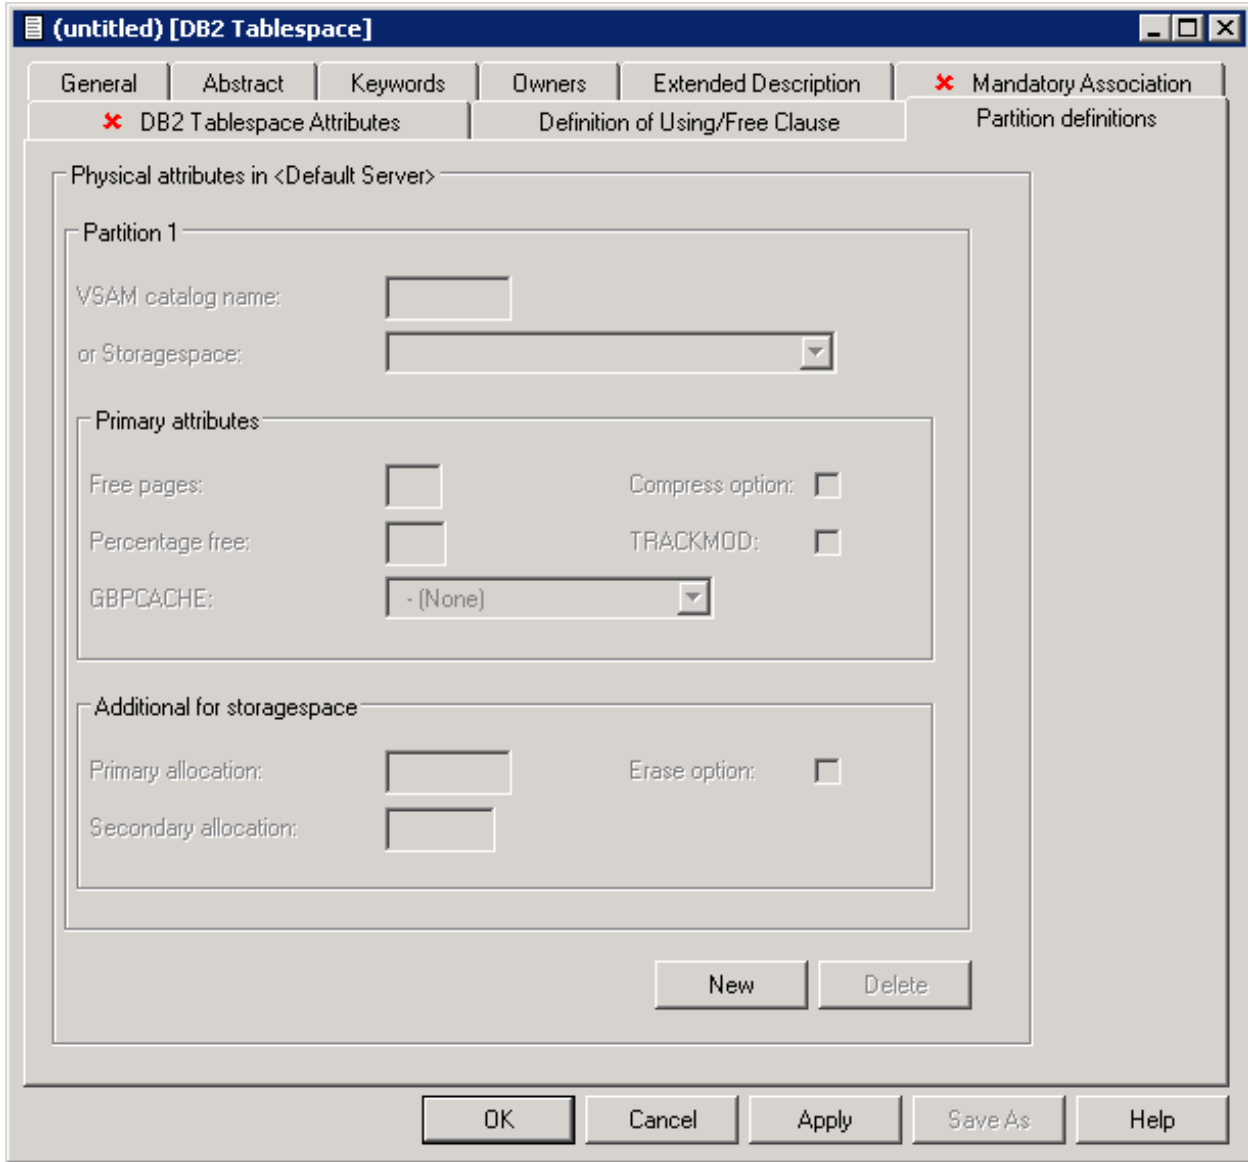 (untitled) [DB2 Tablespace]
General Abstract Keywords Owners Extended Description Mandatory Association
DB2 Tablespace Attributes Definition of Using/Free Clause Partition definitions
Physical attributes in <Default Server>
Partition 1
VSAM catalog name:
or Storagespace:
Primary attributes
Free pages: Compress option:
Percentage free: TRACKMOD:
GBPCACHE: - (None)
Additional for storagespace
Primary allocation: Erase option:
Secondary allocation:
New Delete
OK Cancel Apply Save As Help